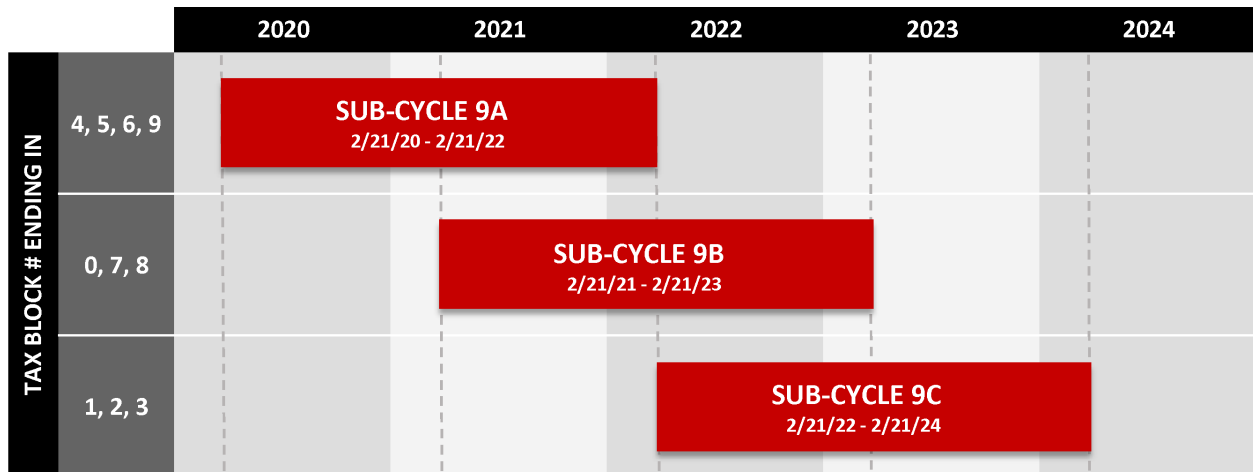 2020 2021 2022 2023 2024
TAX BLOCK # ENDING IN
4, 5, 6, 9
SUB-CYCLE 9A
2/21/20 - 2/21/22
0, 7, 8
SUB-CYCLE 9B
2/21/21 - 2/21/23
1, 2, 3
SUB-CYCLE 9C
2/21/22 - 2/21/24